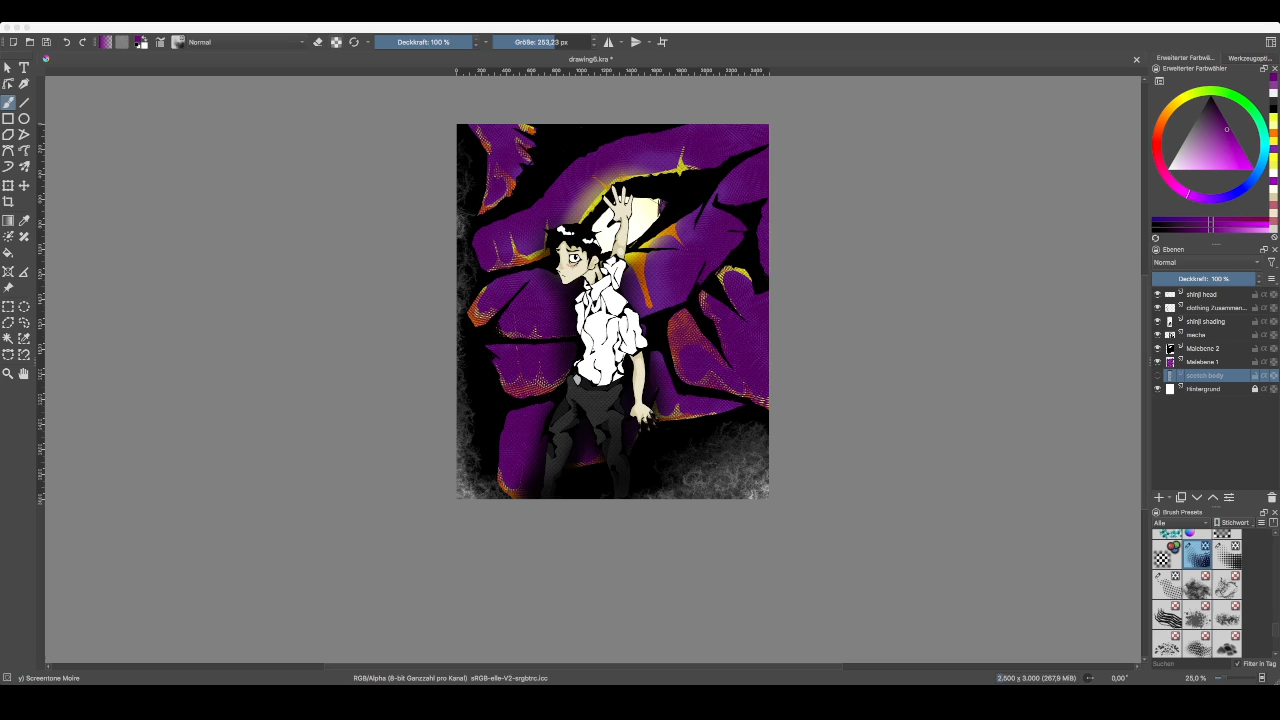 Normal
Deckkraft: 100 %
Größe: 253,23 px
drawing6.kra *
Erweiterter Farbwä...
Werkzeugopti...
Erweiterter Farbwähler
Ebenen
Normal
Deckkraft: 100 %
shinji head
clothing Zusammen...
shinji shading
mecha
Malebene 2
Malebene 1
scetch body
Hintergrund
Brush Presets
Alle
Stichwort
Suchen
Filter in Tag
y) Screentone Moire
RGB/Alpha (8-bit Ganzzahl pro Kanal) sRGB-elle-V2-srgbtrc.icc
2.500 x 3.000 (267,9 MiB)
0,00°
25,0 %